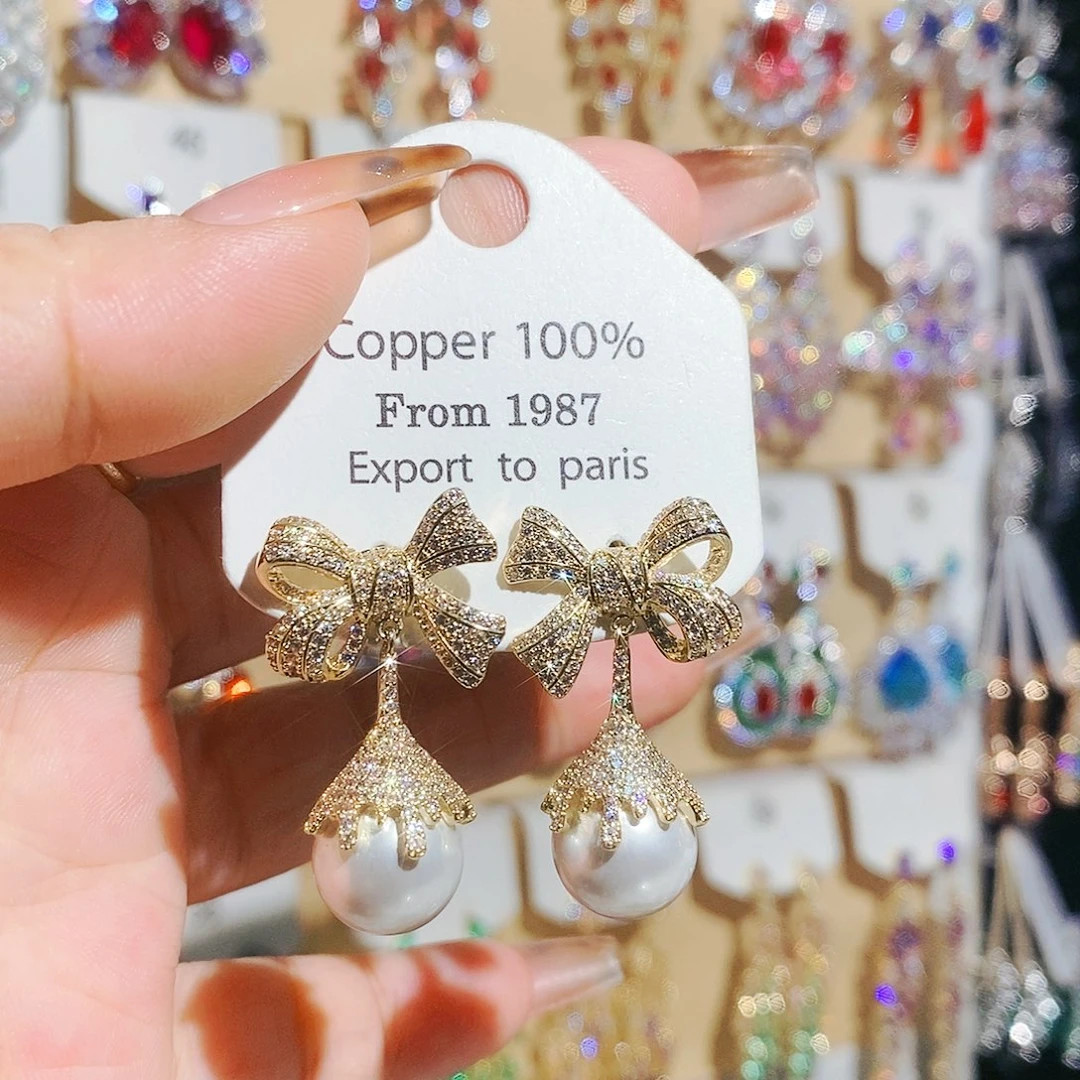 Copper 100%
From 1987
Export to paris